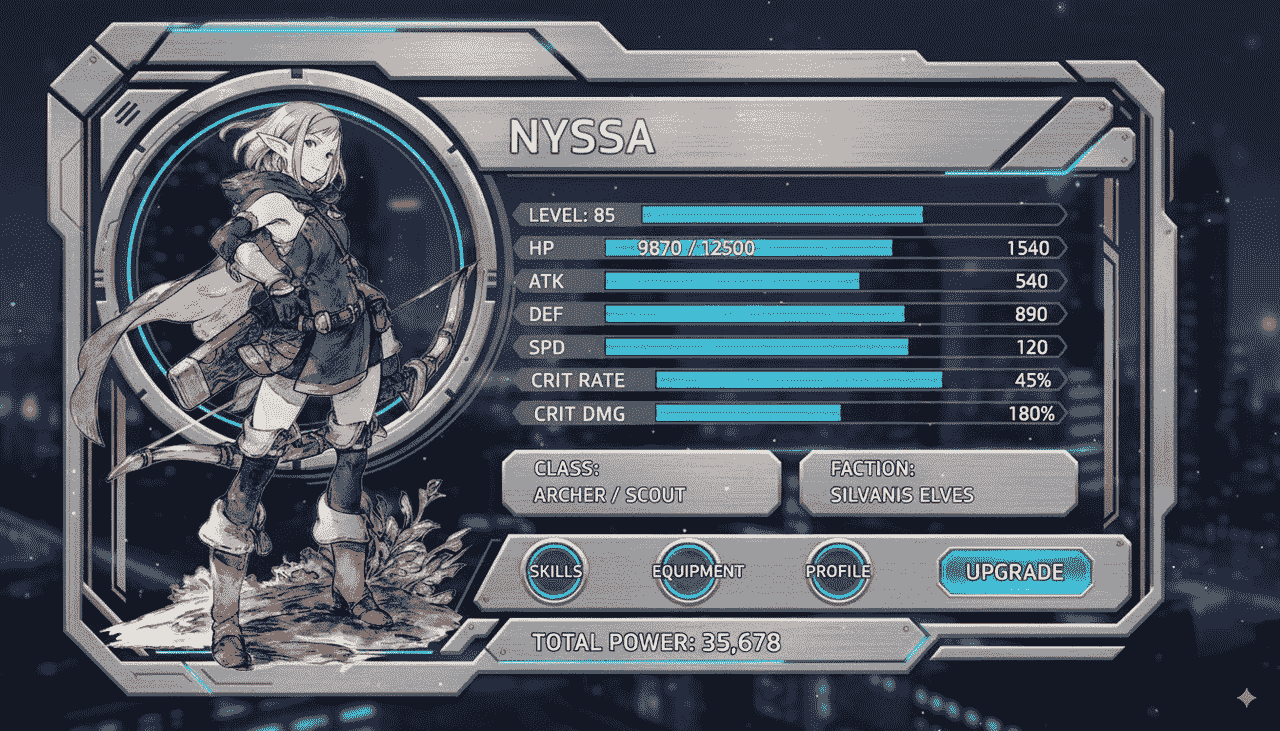 NYSSA
LEVEL: 85
HP 9870 / 12500 1540
ATK 540
DEF 890
SPD 120
CRIT RATE 45%
CRIT DMG 180%
CLASS:
ARCHER / SCOUT
FACTION:
SILVANIS ELVES
SKILLS EQUIPMENT PROFILE UPGRADE
TOTAL POWER: 35,678